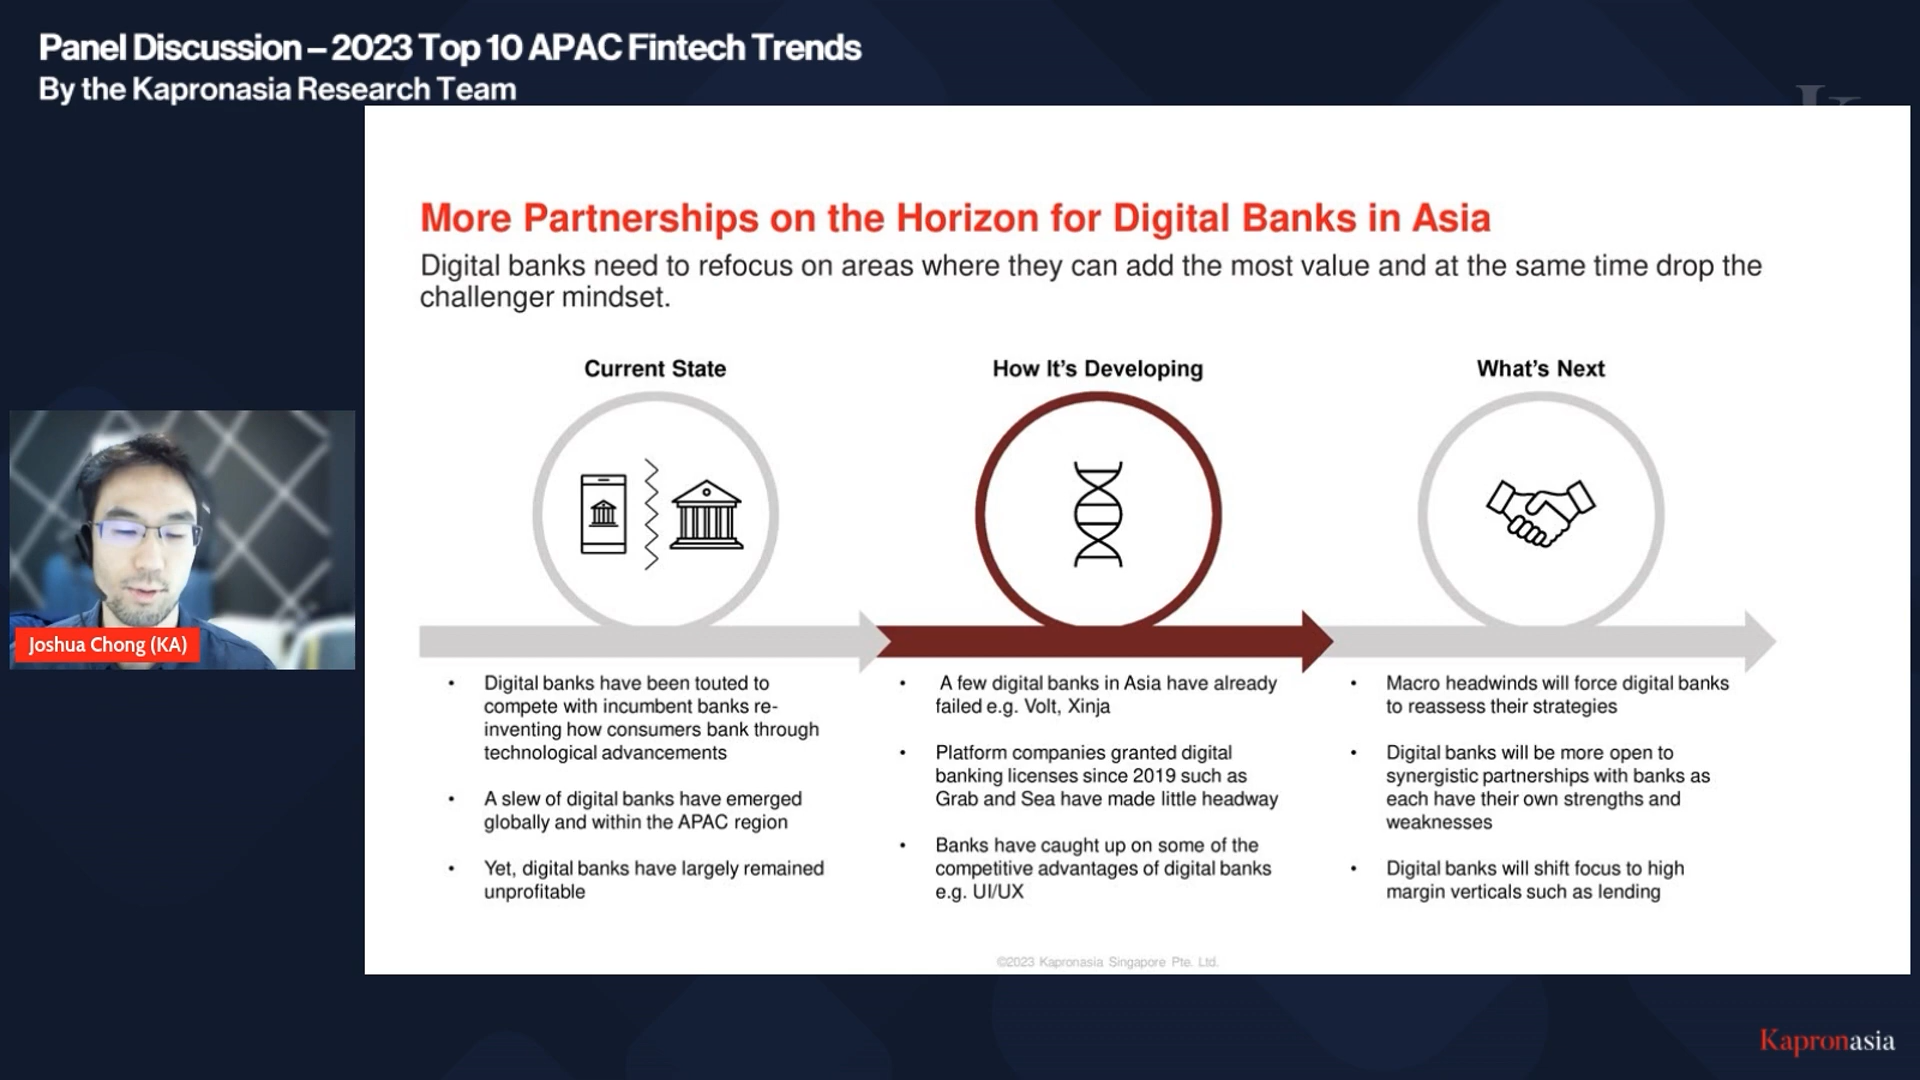 Panel Discussion – 2023 Top 10 APAC Fintech Trends
By the Kapronasia Research Team
More Partnerships on the Horizon for Digital Banks in Asia
Digital banks need to refocus on areas where they can add the most value and at the same time drop the
challenger mindset.
Current State
How It's Developing
What's Next
Joshua Chong (KA)
• Digital banks have been touted to
compete with incumbent banks re-
inventing how consumers bank through
technological advancements
• A slew of digital banks have emerged
globally and within the APAC region
• Yet, digital banks have largely remained
unprofitable
• A few digital banks in Asia have already
failed e.g. Volt, Xinja
• Platform companies granted digital
banking licenses since 2019 such as
Grab and Sea have made little headway
• Banks have caught up on some of the
competitive advantages of digital banks
e.g. UI/UX
• Macro headwinds will force digital banks
to reassess their strategies
• Digital banks will be more open to
synergistic partnerships with banks as
each have their own strengths and
weaknesses
• Digital banks will shift focus to high
margin verticals such as lending
©2023 Kapronasia Singapore Pte. Ltd.
Kapronasia